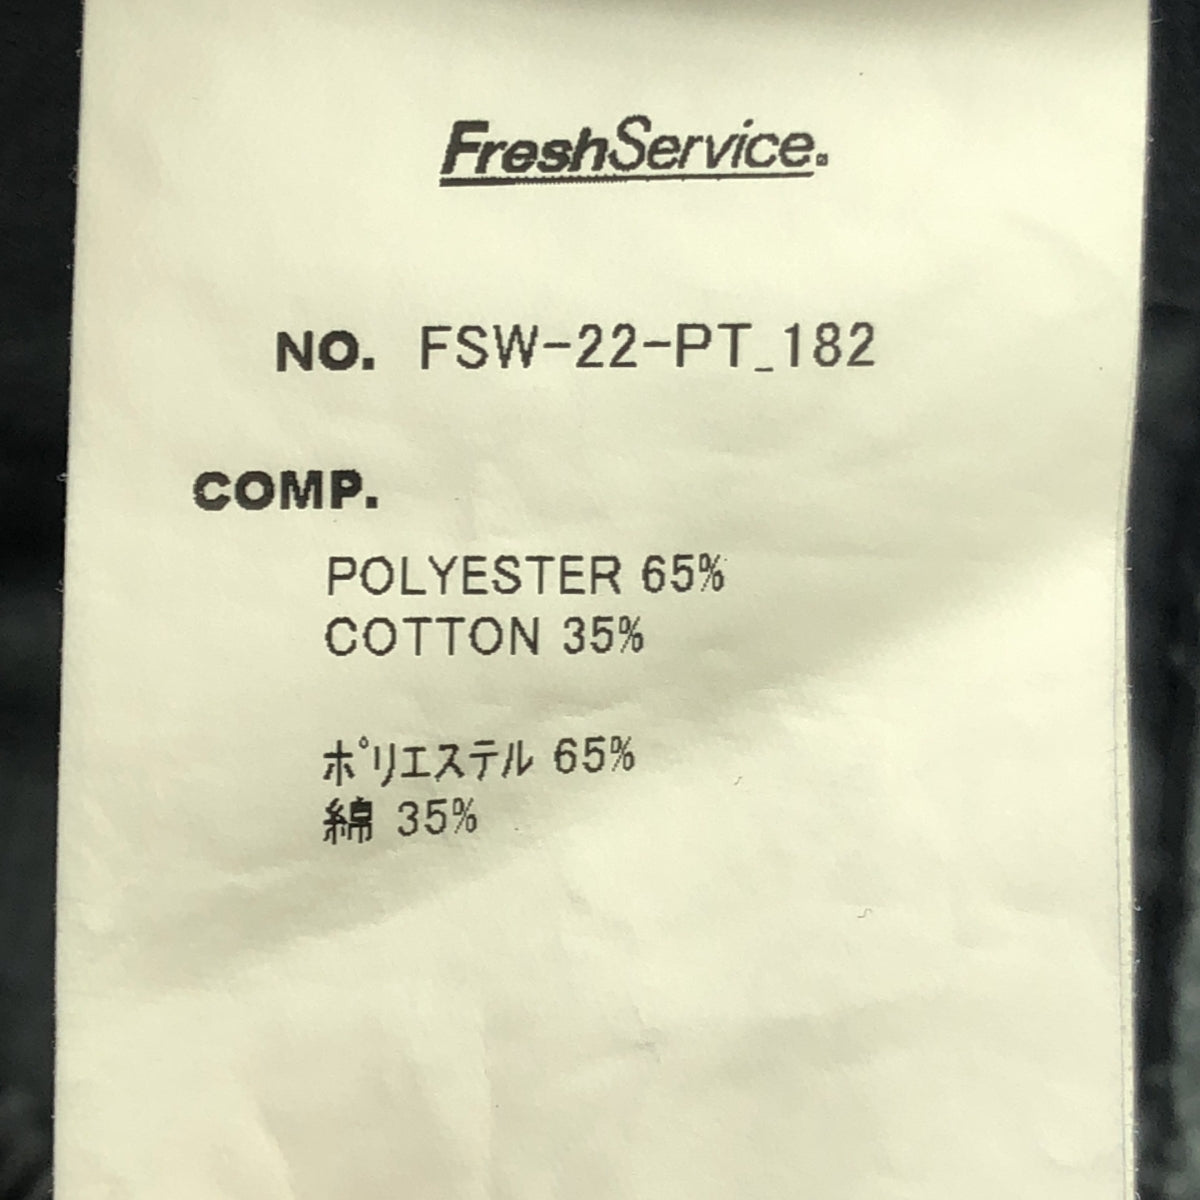 FreshService.
NO. FSW-22-PT_182
COMP.
POLYESTER 65%
COTTON 35%
ポリエステル 65%
綿 35%